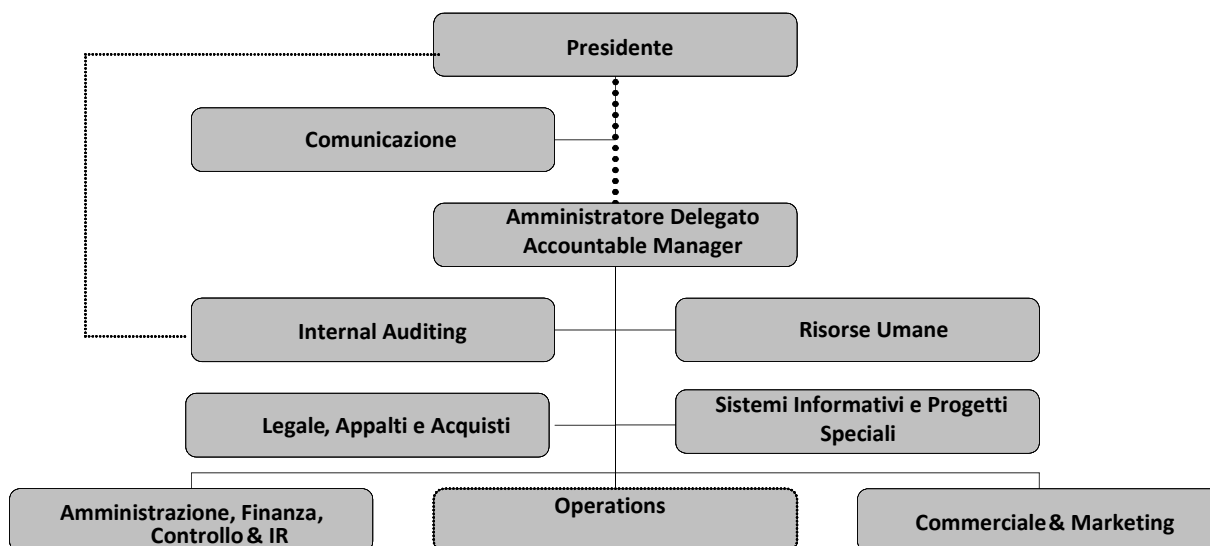 Presidente
Comunicazione
Amministratore Delegato
Accountable Manager
Internal Auditing
Risorse Umane
Legale, Appalti e Acquisti
Sistemi Informativi e Progetti
Speciali
Amministrazione, Finanza,
Controllo & IR
Operations
Commerciale & Marketing